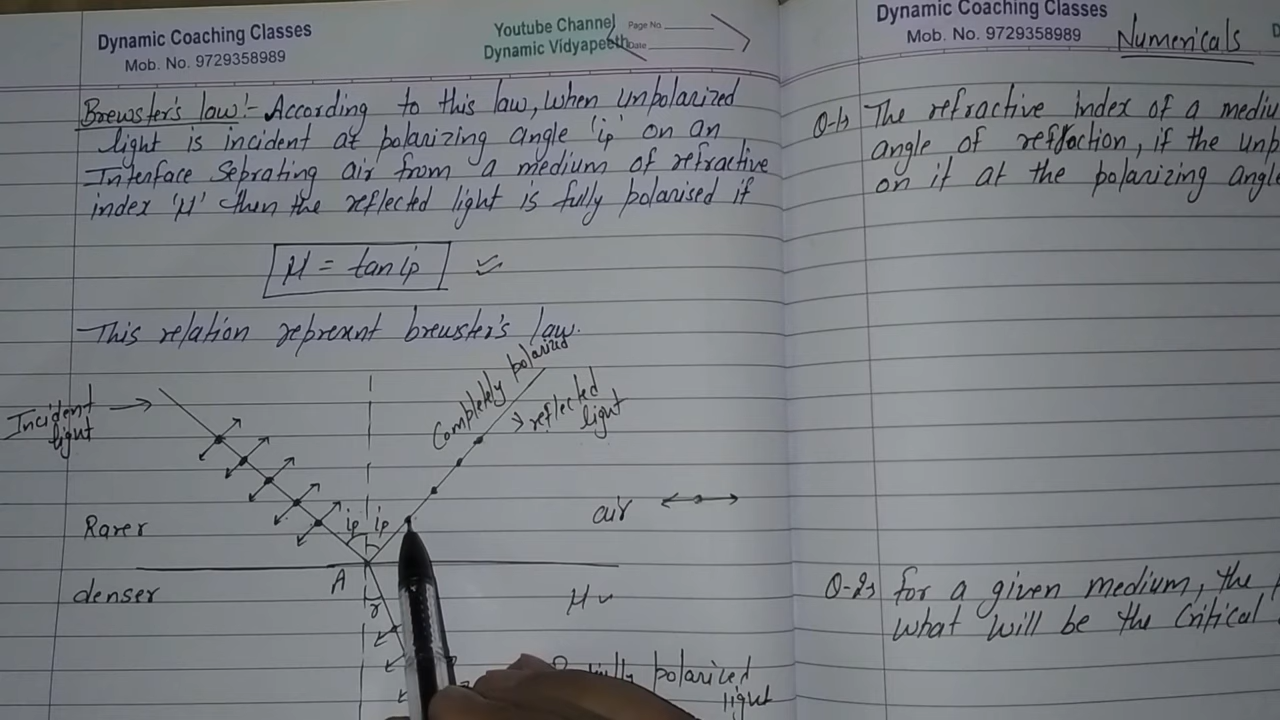 Dynamic Coaching Classes
Mob. No. 9729358989
Youtube Channel
Dynamic Vidyapeeth
Page No.
Date
Brewster's law:- According to this law, when unpolarized
light is incident at polarizing angle 'ip' on an
Interface Seprating air from a medium of refractive
index 'μ' then the reflected light is fully polarised if
μ = tan ip
This relation reprexnt brewster's law.
Incident
light
Completely polarized
reflected
light
ip ip
Rarer
air
A
denser
r
μ
polarized
light
Dynamic Coaching Classes
Mob. No. 9729358989
Numericals
Q-1) The refractive index of a mediu
angle of refraction, if the unp
on it at the polarizing angle
Q-2) for a given medium, the
what will be the Critical